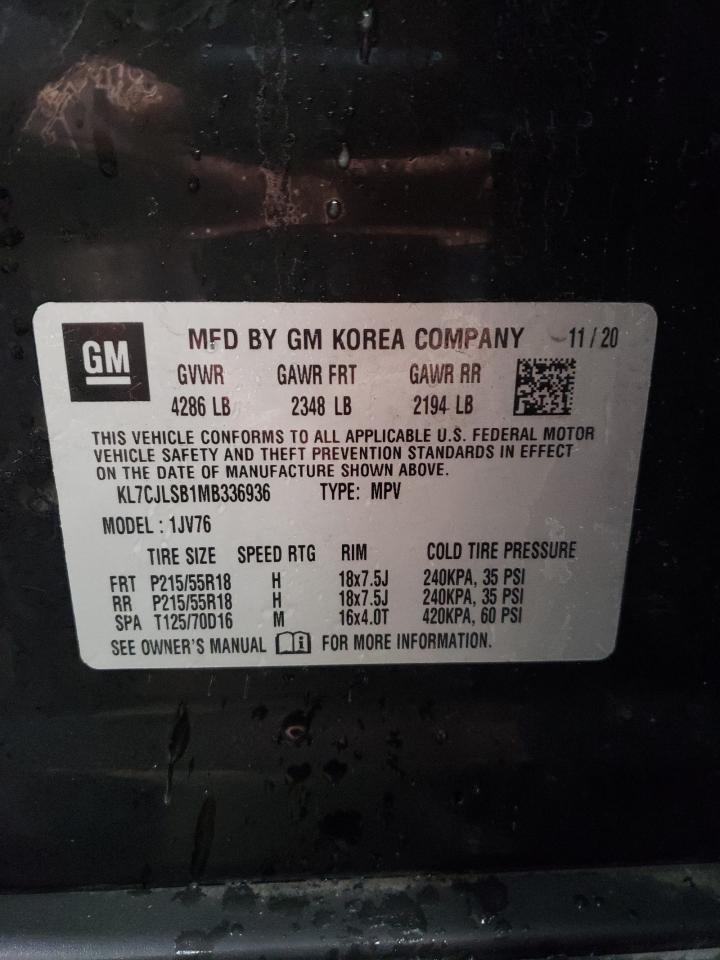 GM
MFD BY GM KOREA COMPANY 11/20
GVWR GAWR FRT GAWR RR
4286 LB 2348 LB 2194 LB
THIS VEHICLE CONFORMS TO ALL APPLICABLE U.S. FEDERAL MOTOR
VEHICLE SAFETY AND THEFT PREVENTION STANDARDS IN EFFECT
ON THE DATE OF MANUFACTURE SHOWN ABOVE.
KL7CJLSB1MB336936 TYPE: MPV
MODEL : 1JV76
TIRE SIZE SPEED RTG RIM COLD TIRE PRESSURE
FRT P215/55R18 H 18x7.5J 240KPA, 35 PSI
RR P215/55R18 H 18x7.5J 240KPA, 35 PSI
SPA T125/70D16 M 16x4.0T 420KPA, 60 PSI
SEE OWNER'S MANUAL i FOR MORE INFORMATION.